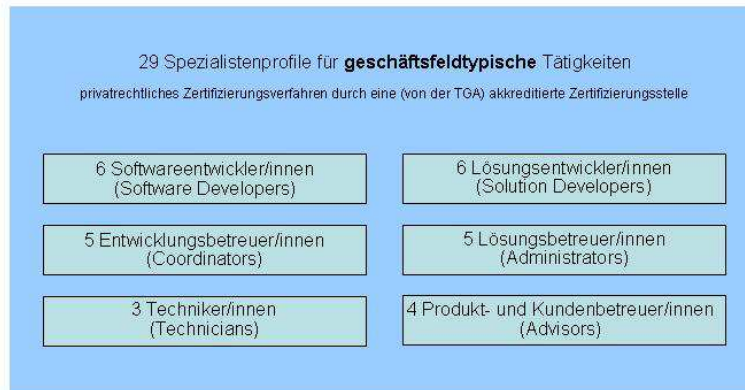 29 Spezialistenprofile für geschäftsfeldtypische Tätigkeiten
privatrechtliches Zertifizierungsverfahren durch eine (von der TGA) akkreditierte Zertifizierungsstelle
6 Softwareentwickler/innen
(Software Developers)
6 Lösungsentwickler/innen
(Solution Developers)
5 Entwicklungsbetreuer/innen
(Coordinators)
5 Lösungsbetreuer/innen
(Administrators)
3 Techniker/innen
(Technicians)
4 Produkt- und Kundenbetreuer/innen
(Advisors)